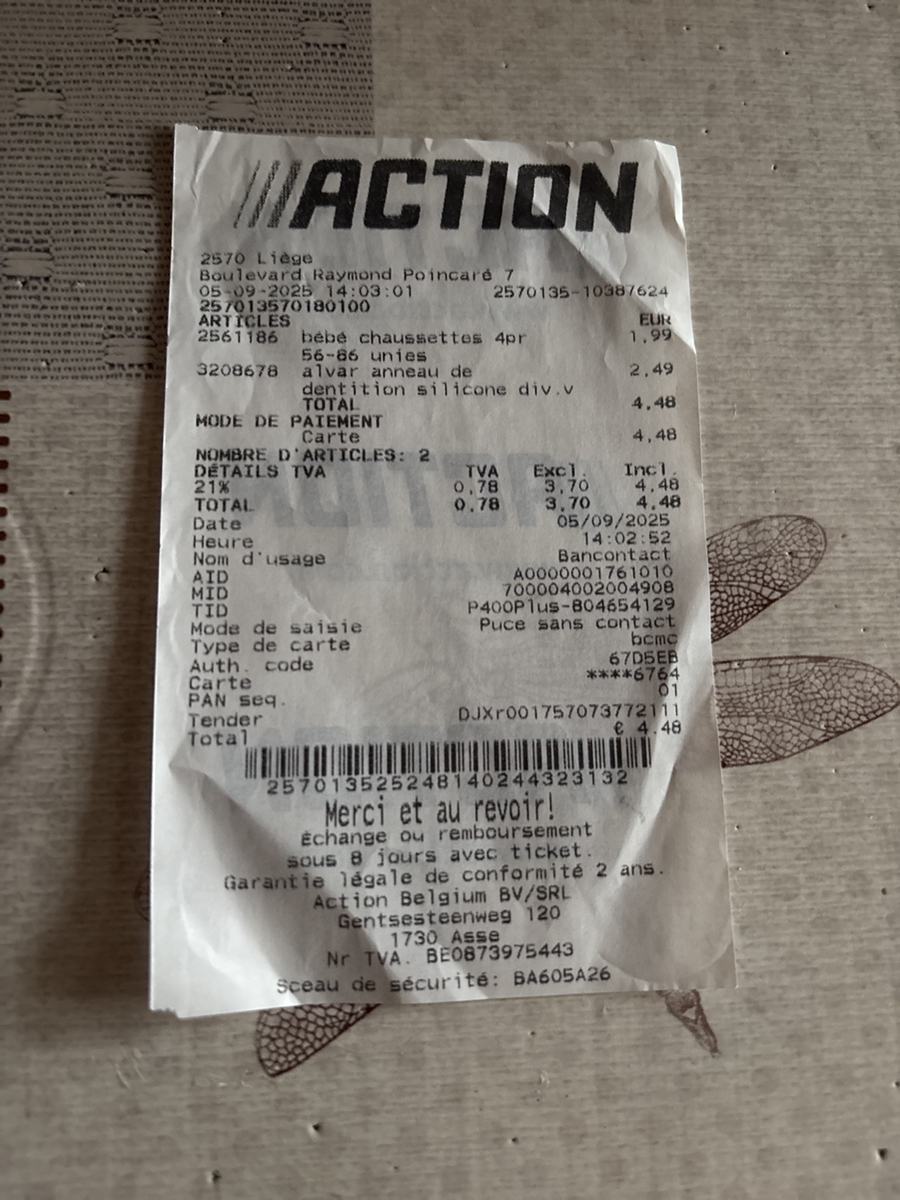 ACTION
2570 Liège
Boulevard Raymond Poincaré 7
05-09-2025 14:03:01 2570135-10387624
257013570180100
ARTICLES EUR
2561186 bébé chaussettes 4pr 1,99
56-86 unies
3208678 alvar anneau de 2,49
dentition silicone div.v
TOTAL 4,48
MODE DE PAIEMENT
Carte 4,48
NOMBRE D'ARTICLES: 2
DÉTAILS TVA TVA Excl. Incl.
21% 0,78 3,70 4,48
TOTAL 0,78 3,70 4,48
Date 05/09/2025
Heure 14:02:52
Nom d'usage Bancontact
AID A0000001761010
MID 700004002004908
TID P400Plus-804654129
Mode de saisie Puce sans contact
Type de carte bcmc
Auth. code 67D5EB
Carte ****6764
PAN seq. 01
Tender DJXr001757073772111
Total € 4,48
257013525248140244323132
Merci et au revoir!
Échange ou remboursement
sous 8 jours avec ticket.
Garantie légale de conformité 2 ans.
Action Belgium BV/SRL
Gentsesteenweg 120
1730 Asse
Nr TVA. BE0873975443
Sceau de sécurité: BA605A26